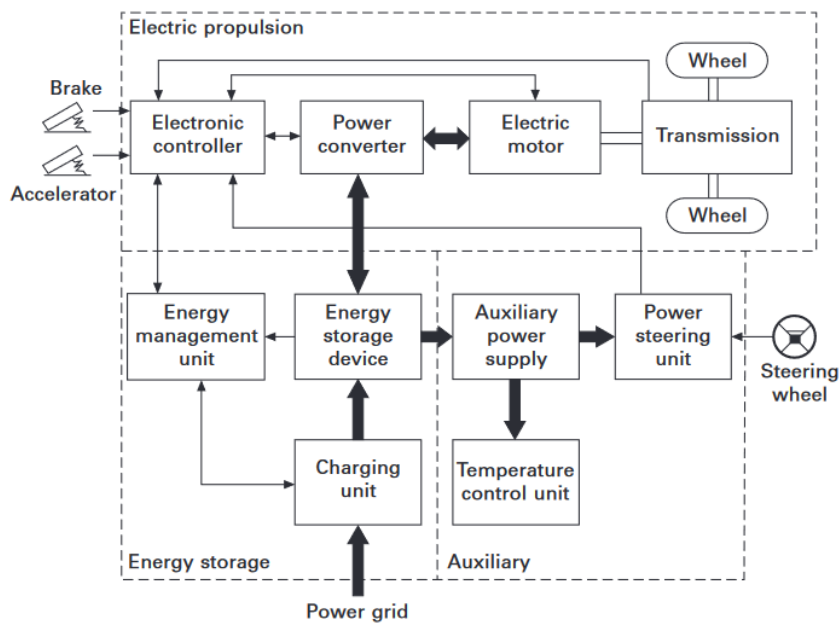 Electric propulsion
Wheel
Brake
Electronic
controller
Power
converter
Electric
motor
Transmission
Accelerator
Wheel
Energy
management
unit
Energy
storage
device
Auxiliary
power
supply
Power
steering
unit
Steering
wheel
Charging
unit
Temperature
control unit
Energy storage
Auxiliary
Power grid